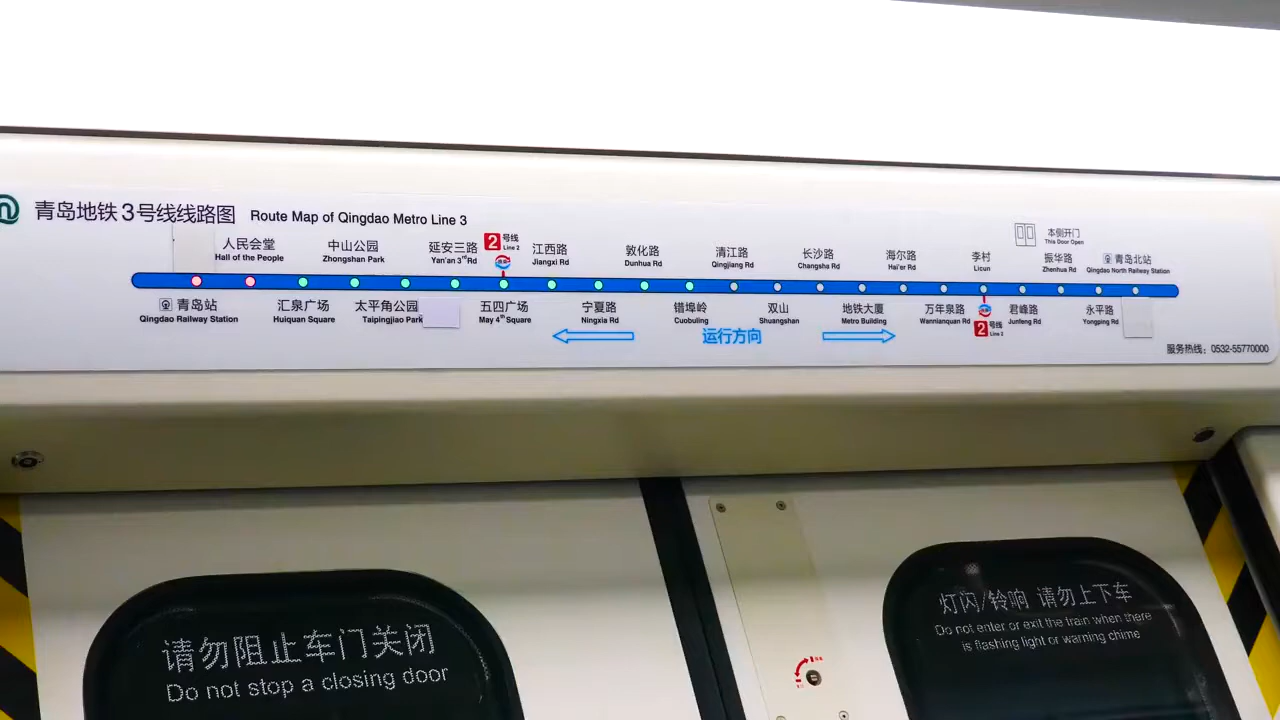 青岛地铁3号线线路图 Route Map of Qingdao Metro Line 3
人民会堂
Hall of the People
中山公园
Zhongshan Park
延安三路
Yan'an 3rd Rd
2号线
Line 2
江西路
Jiangxi Rd
敦化路
Dunhua Rd
清江路
Qingjiang Rd
长沙路
Changsha Rd
海尔路
Hai'er Rd
李村
Licun
本侧开门
This Door Open
振华路
Zhenhua Rd
青岛北站
Qingdao North Railway Station
青岛站
Qingdao Railway Station
汇泉广场
Huiquan Square
太平角公园
Taipingjiao Park
五四广场
May 4th Square
宁夏路
Ningxia Rd
错埠岭
Cuobuling
双山
Shuangshan
地铁大厦
Metro Building
万年泉路
Wannianquan Rd
2号线
君峰路
Junfeng Rd
永平路
Yongping Rd
运行方向
服务热线：0532-55770000
请勿阻止车门关闭
Do not stop a closing door
灯闪/铃响 请勿上下车
Do not enter or exit the train when there
is flashing light or warning chime